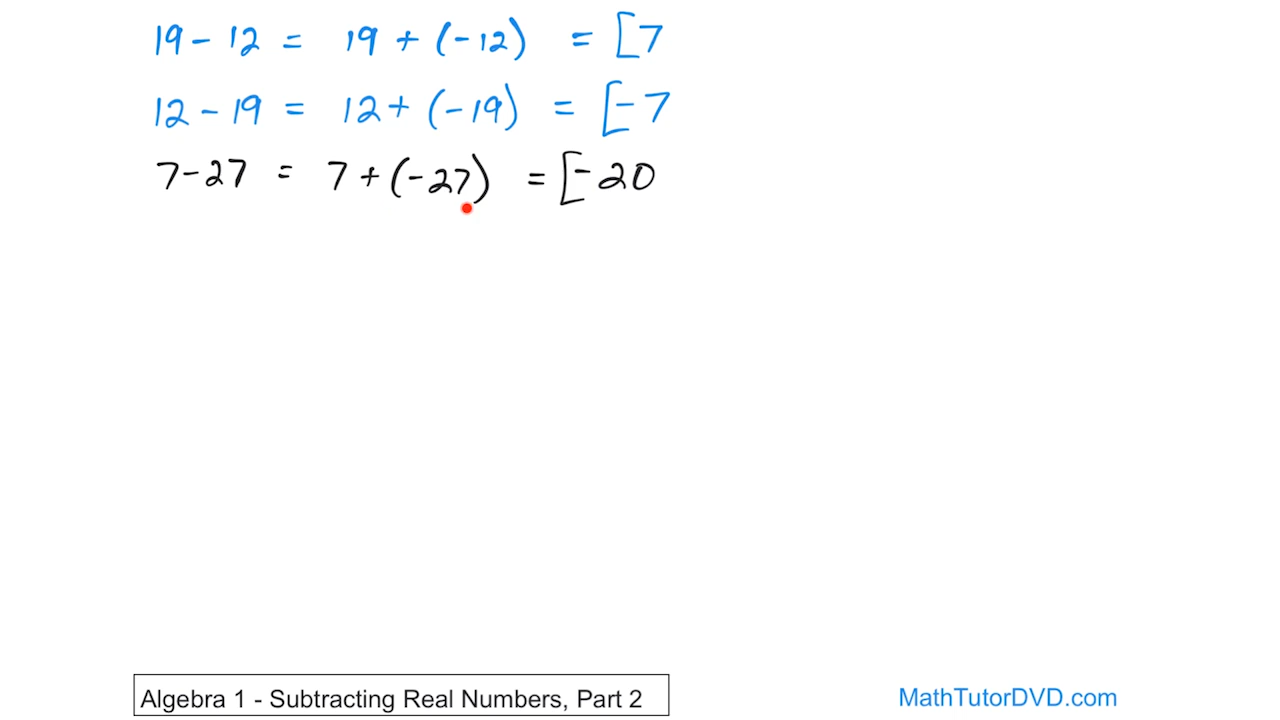 19 - 12 = 19 + (-12) = [7
12 - 19 = 12 + (-19) = [-7
7 - 27 = 7 + (-27) = [-20
Algebra 1 - Subtracting Real Numbers, Part 2
MathTutorDVD.com